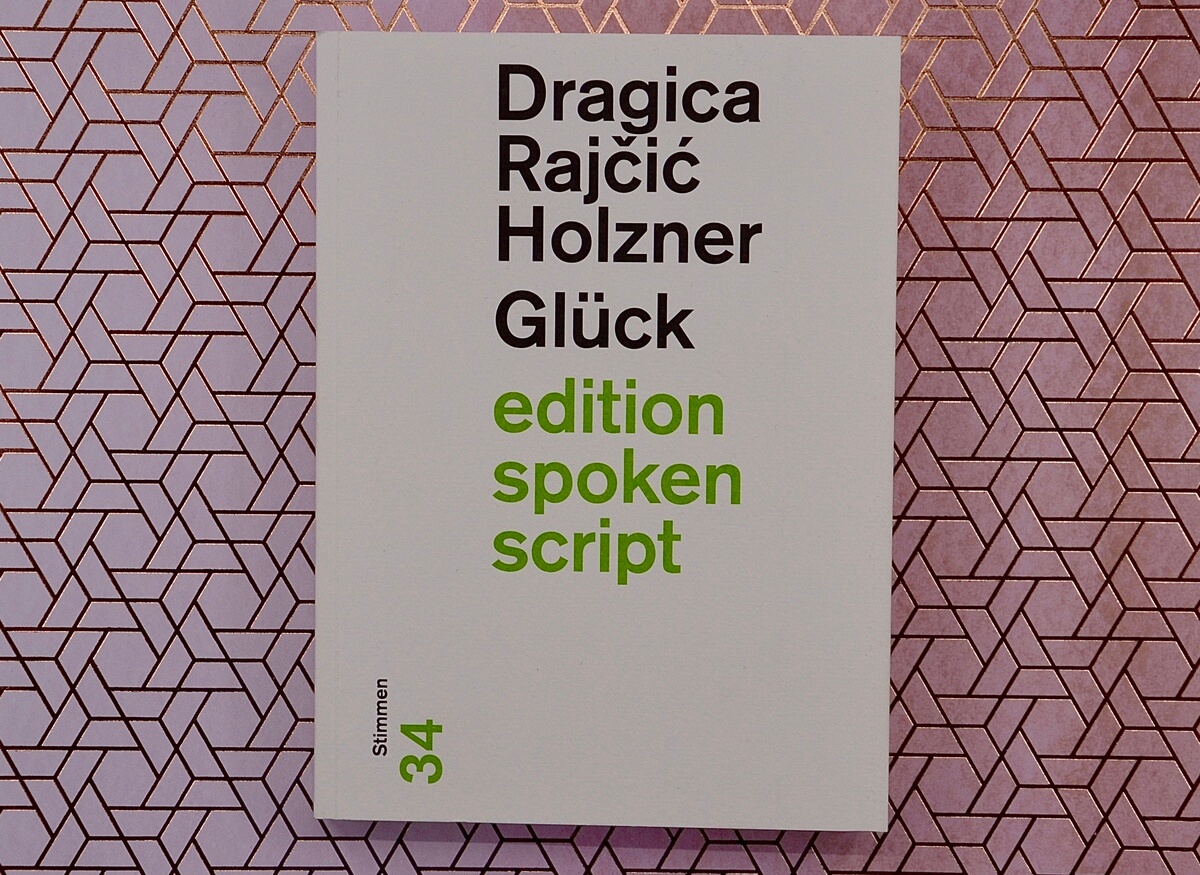 Dragica
Rajčić
Holzner
Glück
edition
spoken
script
Stimmen
34